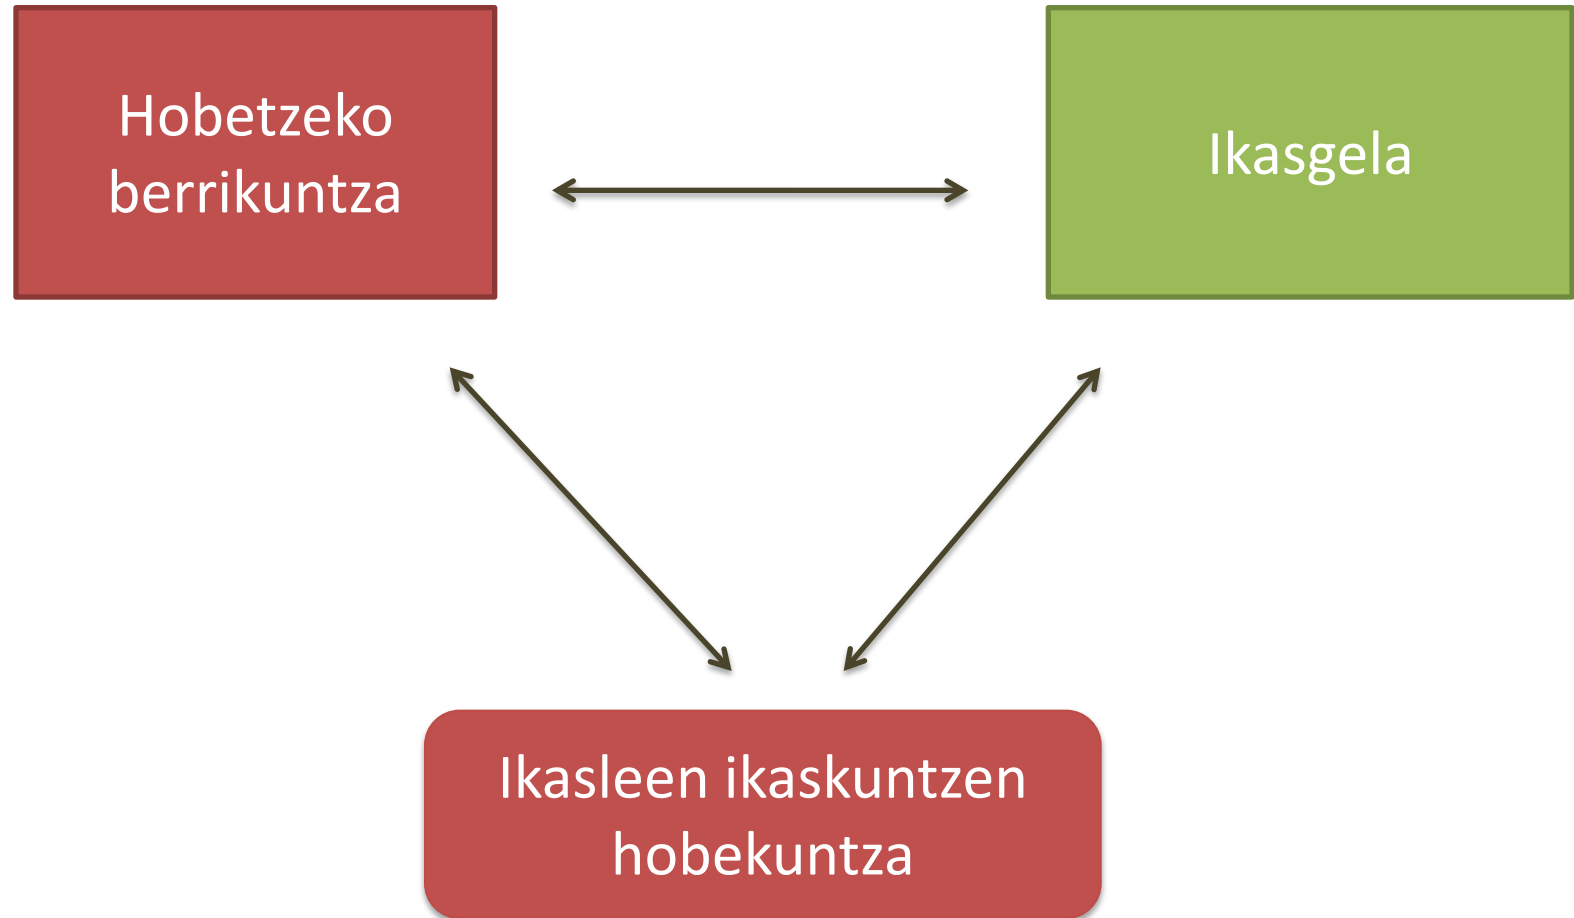 Hobetzeko
berrikuntza
Ikasgela
Ikasleen ikaskuntzen
hobekuntza